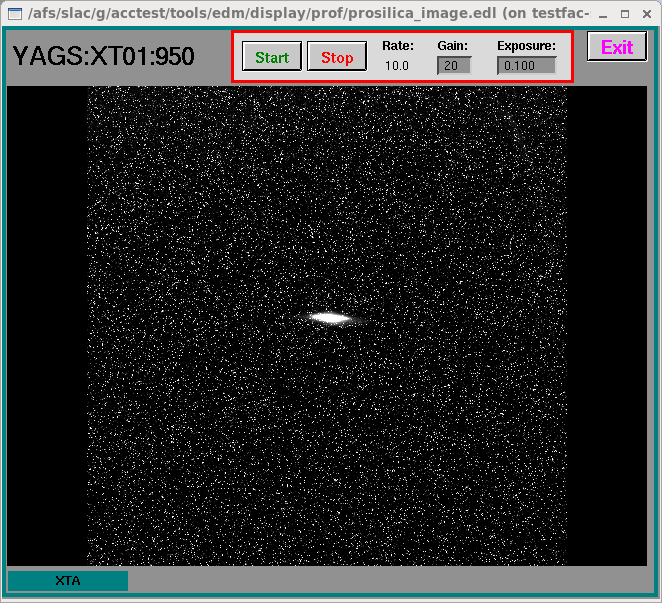 /afs/slac/g/acctest/tools/edm/display/prof/prosilica_image.edl (on testfac-
YAGS:XT01:950
Start
Stop
Rate:
10.0
Gain:
20
Exposure:
0.100
Exit
XTA